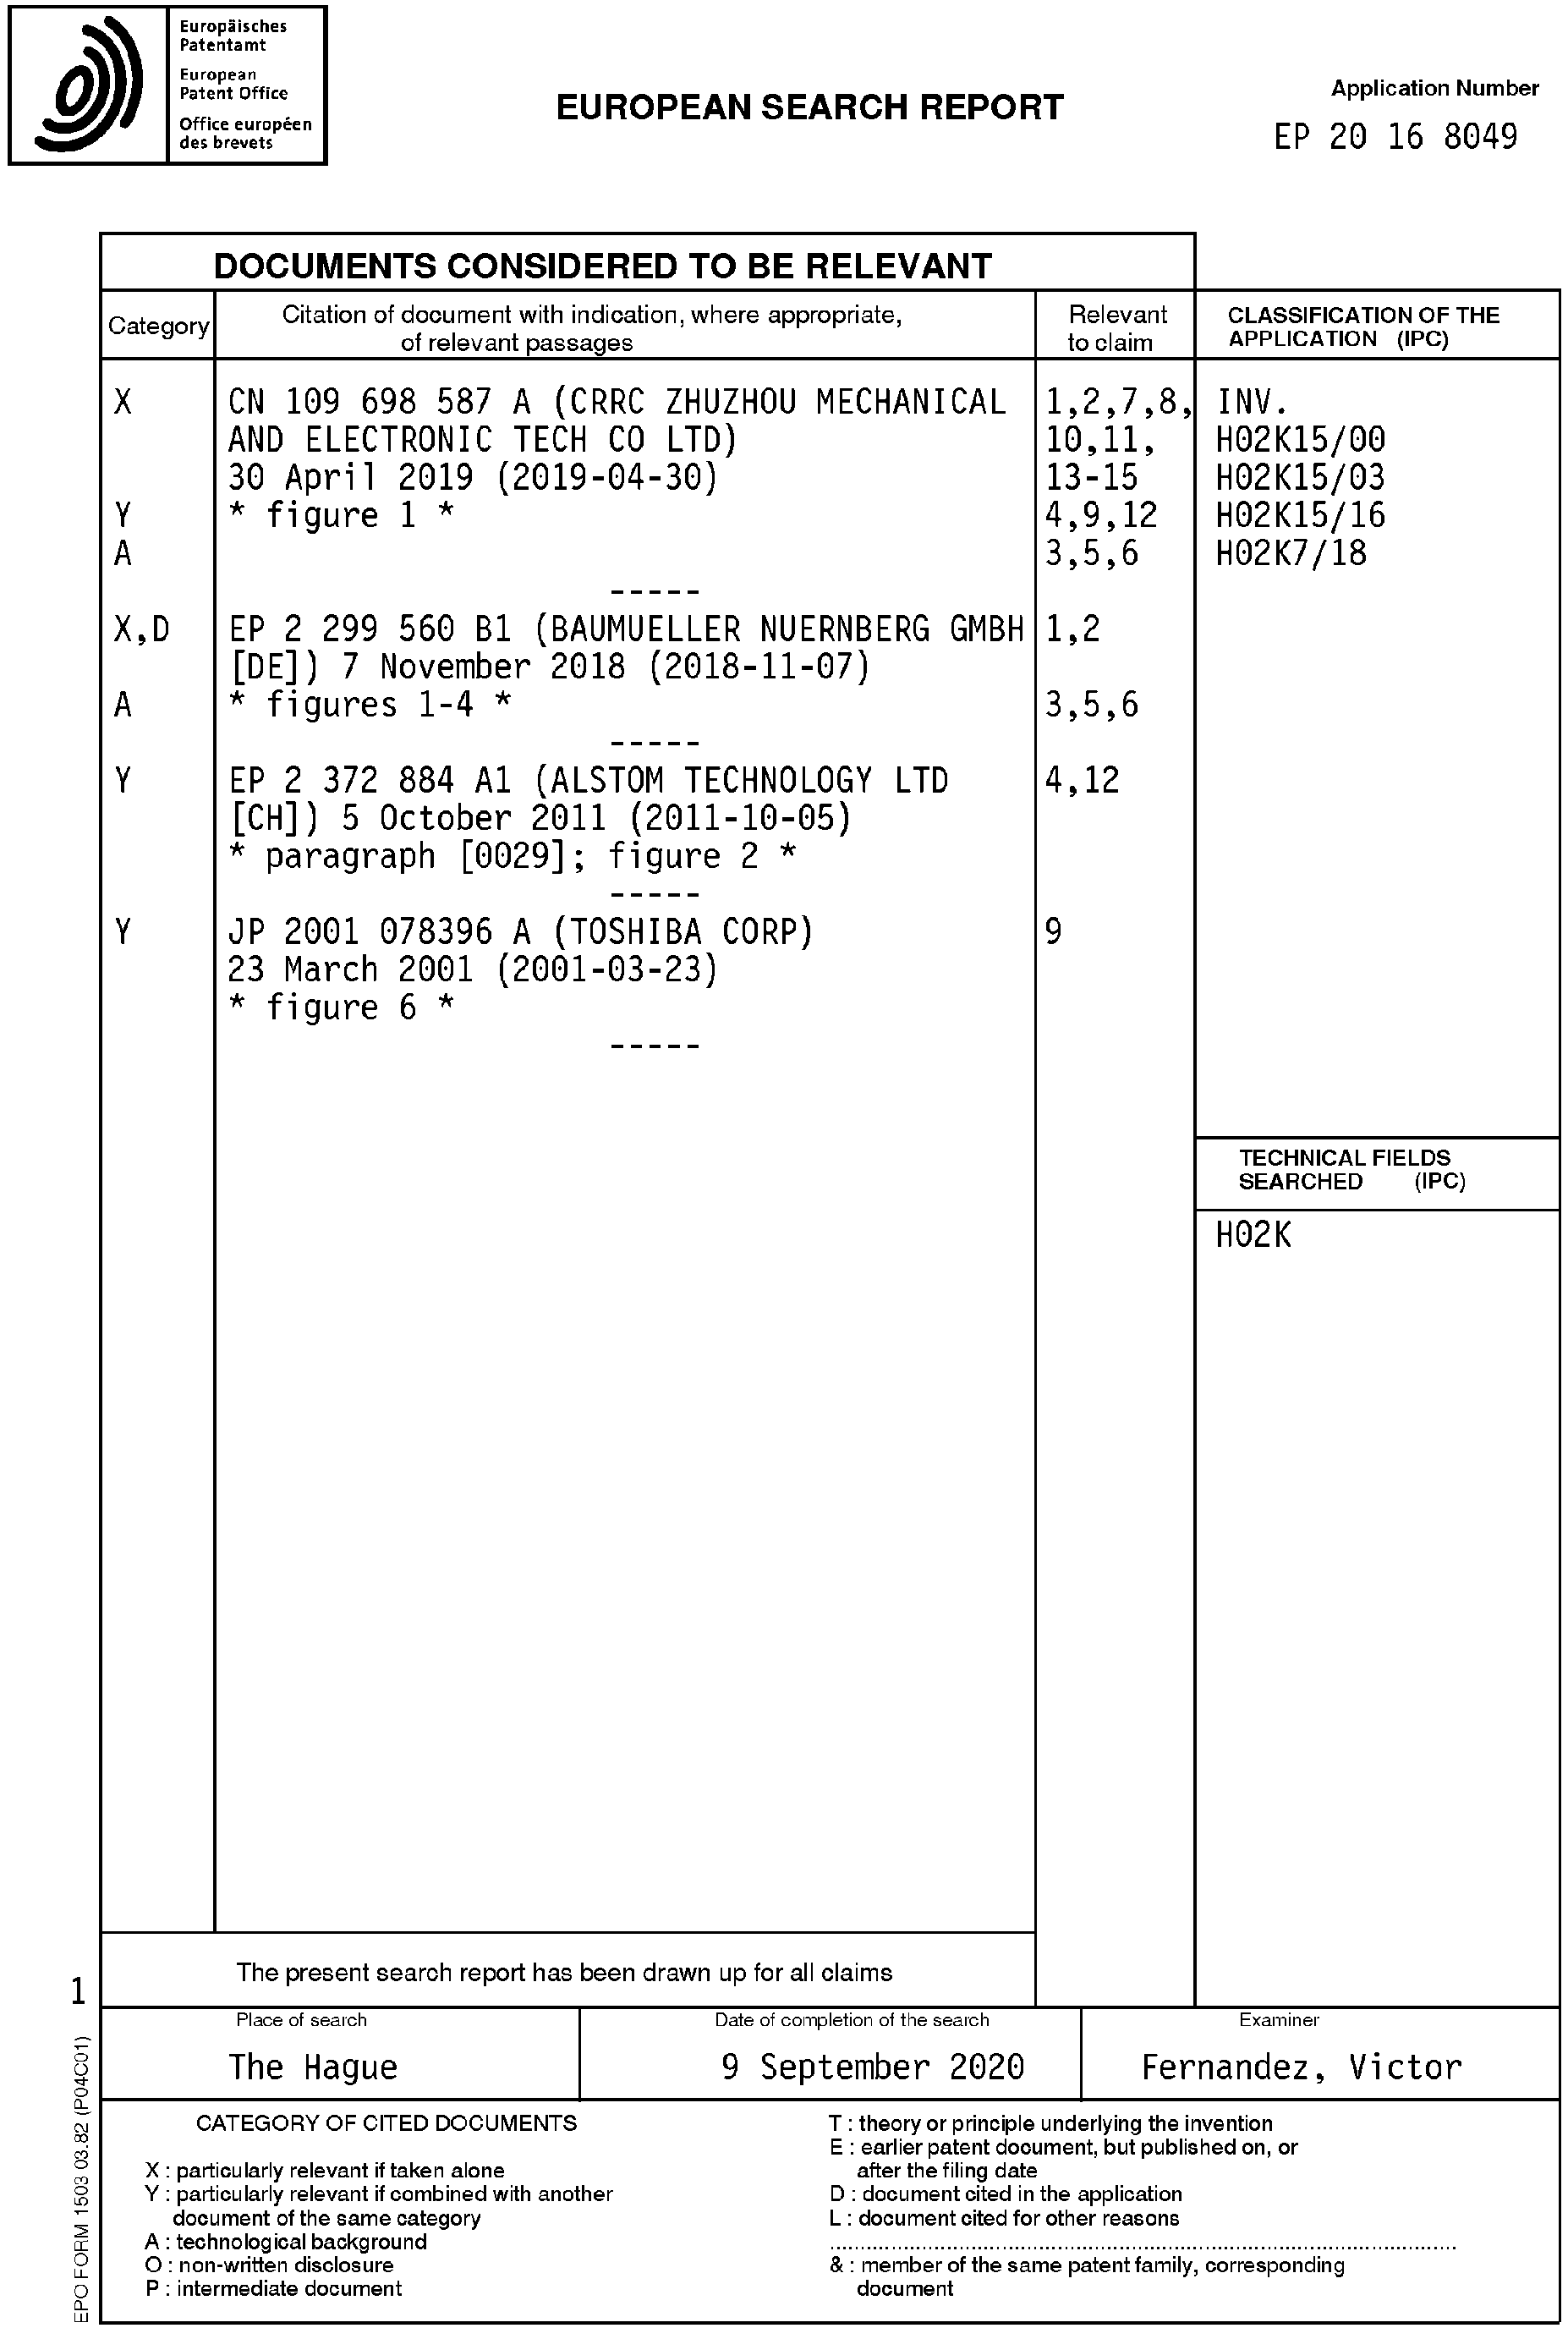 Europäisches
Patentamt
European
Patent Office
Office européen
des brevets
EUROPEAN SEARCH REPORT
Application Number
EP 20 16 8049
DOCUMENTS CONSIDERED TO BE RELEVANT
Category
Citation of document with indication, where appropriate,
of relevant passages
Relevant
to claim
CLASSIFICATION OF THE
APPLICATION (IPC)
X CN 109 698 587 A (CRRC ZHUZHOU MECHANICAL 1,2,7,8, INV.
AND ELECTRONIC TECH CO LTD) 10,11, H02K15/00
30 April 2019 (2019-04-30) 13-15 H02K15/03
Y * figure 1 * 4,9,12 H02K15/16
A 3,5,6 H02K7/18
-----
X,D EP 2 299 560 B1 (BAUMUELLER NUERNBERG GMBH 1,2
[DE]) 7 November 2018 (2018-11-07)
A * figures 1-4 * 3,5,6
-----
Y EP 2 372 884 A1 (ALSTOM TECHNOLOGY LTD 4,12
[CH]) 5 October 2011 (2011-10-05)
* paragraph [0029]; figure 2 *
-----
Y JP 2001 078396 A (TOSHIBA CORP) 9
23 March 2001 (2001-03-23)
* figure 6 *
-----
TECHNICAL FIELDS
SEARCHED (IPC)
H02K
The present search report has been drawn up for all claims
1
Place of search
The Hague
Date of completion of the search
9 September 2020
Examiner
Fernandez, Victor
CATEGORY OF CITED DOCUMENTS
X : particularly relevant if taken alone
Y : particularly relevant if combined with another
document of the same category
A : technological background
O : non-written disclosure
P : intermediate document
T : theory or principle underlying the invention
E : earlier patent document, but published on, or
after the filing date
D : document cited in the application
L : document cited for other reasons
& : member of the same patent family, corresponding
document
EPO FORM 1503 03.82 (P04C01)